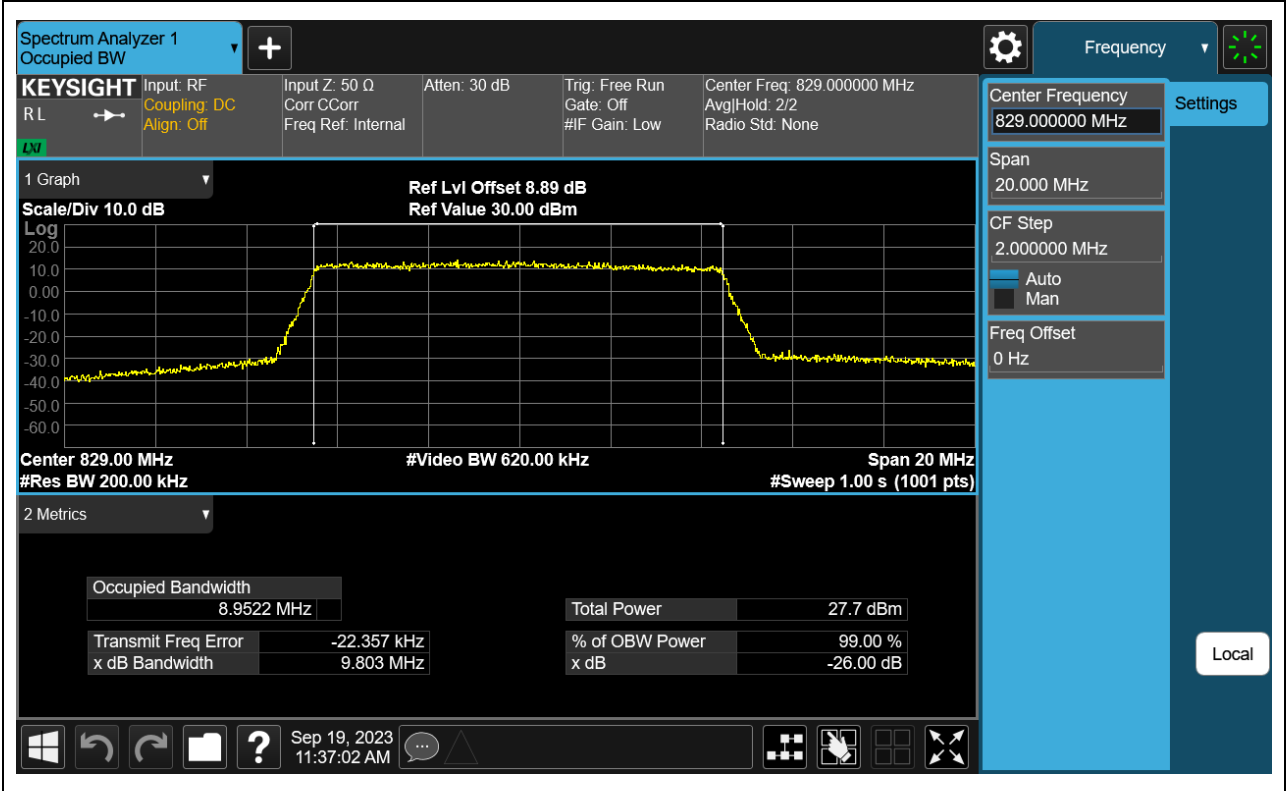 Spectrum Analyzer 1
Occupied BW
+
Frequency
KEYSIGHT
R L
LXI
Input: RF
Coupling: DC
Align: Off
Input Z: 50 Ω
Corr CCorr
Freq Ref: Internal
Atten: 30 dB
Trig: Free Run
Gate: Off
#IF Gain: Low
Center Freq: 829.000000 MHz
Avg|Hold: 2/2
Radio Std: None
Center Frequency
829.000000 MHz
Settings
Span
20.000 MHz
CF Step
2.000000 MHz
Auto
Man
Freq Offset
0 Hz
1 Graph
Scale/Div 10.0 dB
Ref Lvl Offset 8.89 dB
Ref Value 30.00 dBm
Log
20.0
10.0
0.00
-10.0
-20.0
-30.0
-40.0
-50.0
-60.0
Center 829.00 MHz
#Video BW 620.00 kHz
Span 20 MHz
#Res BW 200.00 kHz
#Sweep 1.00 s (1001 pts)
2 Metrics
Occupied Bandwidth
8.9522 MHz
Total Power 27.7 dBm
Transmit Freq Error -22.357 kHz
% of OBW Power 99.00 %
x dB Bandwidth 9.803 MHz
x dB -26.00 dB
Local
?
Sep 19, 2023
11:37:02 AM